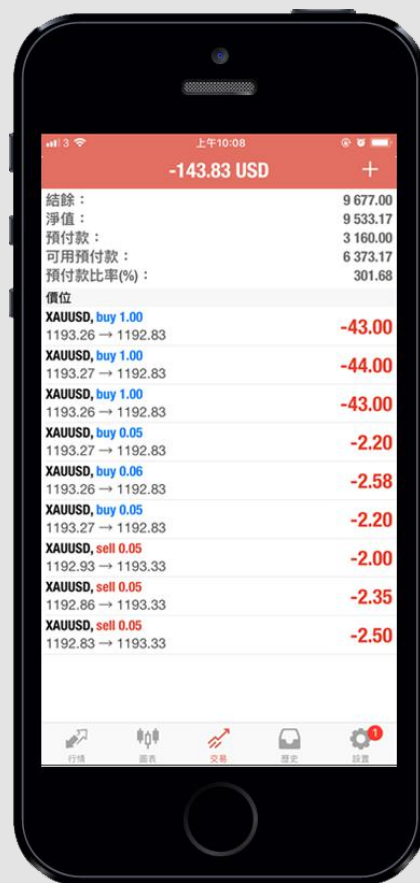 3
上午10:08
-143.83 USD
+
結餘： 9 677.00
淨值： 9 533.17
預付款： 3 160.00
可用預付款： 6 373.17
預付款比率(%)： 301.68
價位
XAUUSD, buy 1.00
1193.26 → 1192.83 -43.00
XAUUSD, buy 1.00
1193.27 → 1192.83 -44.00
XAUUSD, buy 1.00
1193.26 → 1192.83 -43.00
XAUUSD, buy 0.05
1193.27 → 1192.83 -2.20
XAUUSD, buy 0.06
1193.26 → 1192.83 -2.58
XAUUSD, buy 0.05
1193.27 → 1192.83 -2.20
XAUUSD, sell 0.05
1192.93 → 1193.33 -2.00
XAUUSD, sell 0.05
1192.86 → 1193.33 -2.35
XAUUSD, sell 0.05
1192.83 → 1193.33 -2.50
1
行情 圖表 交易 歷史 設置